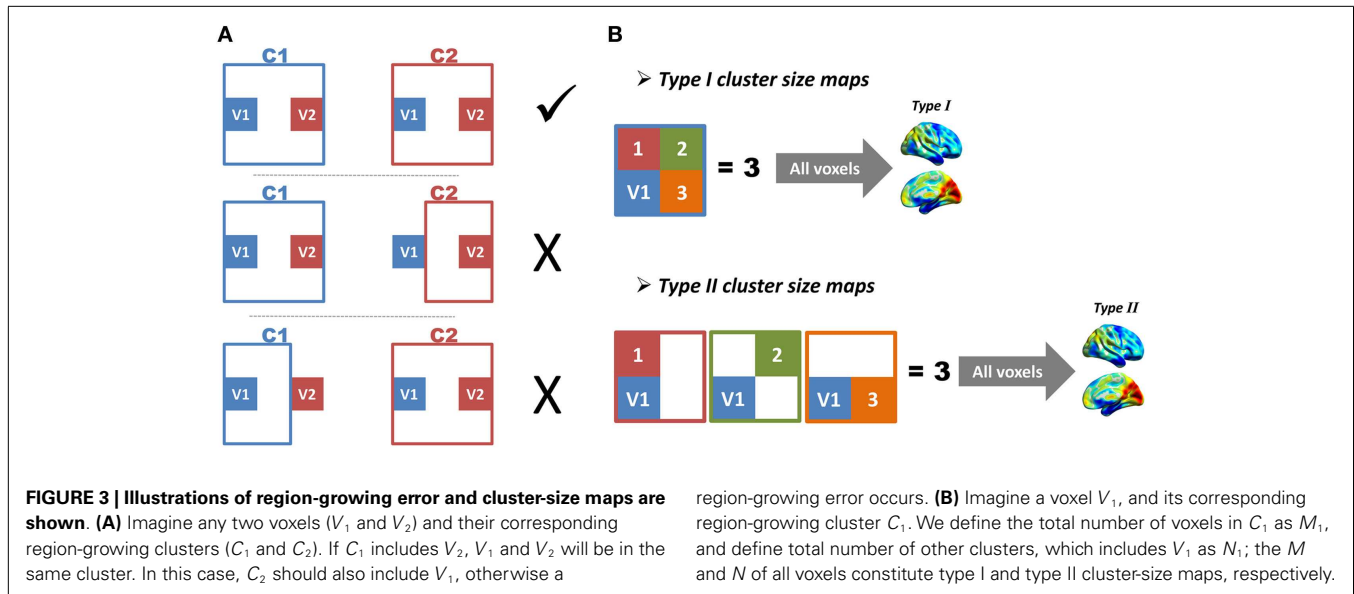 A
C1
C2
V1
V2
V1
V2
✓
C1
C2
V1
V2
V1
V2
X
C1
C2
V1
V2
V1
V2
X
B
➢ Type I cluster size maps
1
2
V1
3
= 3
All voxels
Type I
➢ Type II cluster size maps
1
V1
2
V1
V1
3
= 3
All voxels
Type II
FIGURE 3 | Illustrations of region-growing error and cluster-size maps are
shown. (A) Imagine any two voxels (V₁ and V₂) and their corresponding
region-growing clusters (C₁ and C₂). If C₁ includes V₂, V₁ and V₂ will be in the
same cluster. In this case, C₂ should also include V₁, otherwise a
region-growing error occurs. (B) Imagine a voxel V₁, and its corresponding
region-growing cluster C₁. We define the total number of voxels in C₁ as M₁,
and define total number of other clusters, which includes V₁ as N₁; the M
and N of all voxels constitute type I and type II cluster-size maps, respectively.